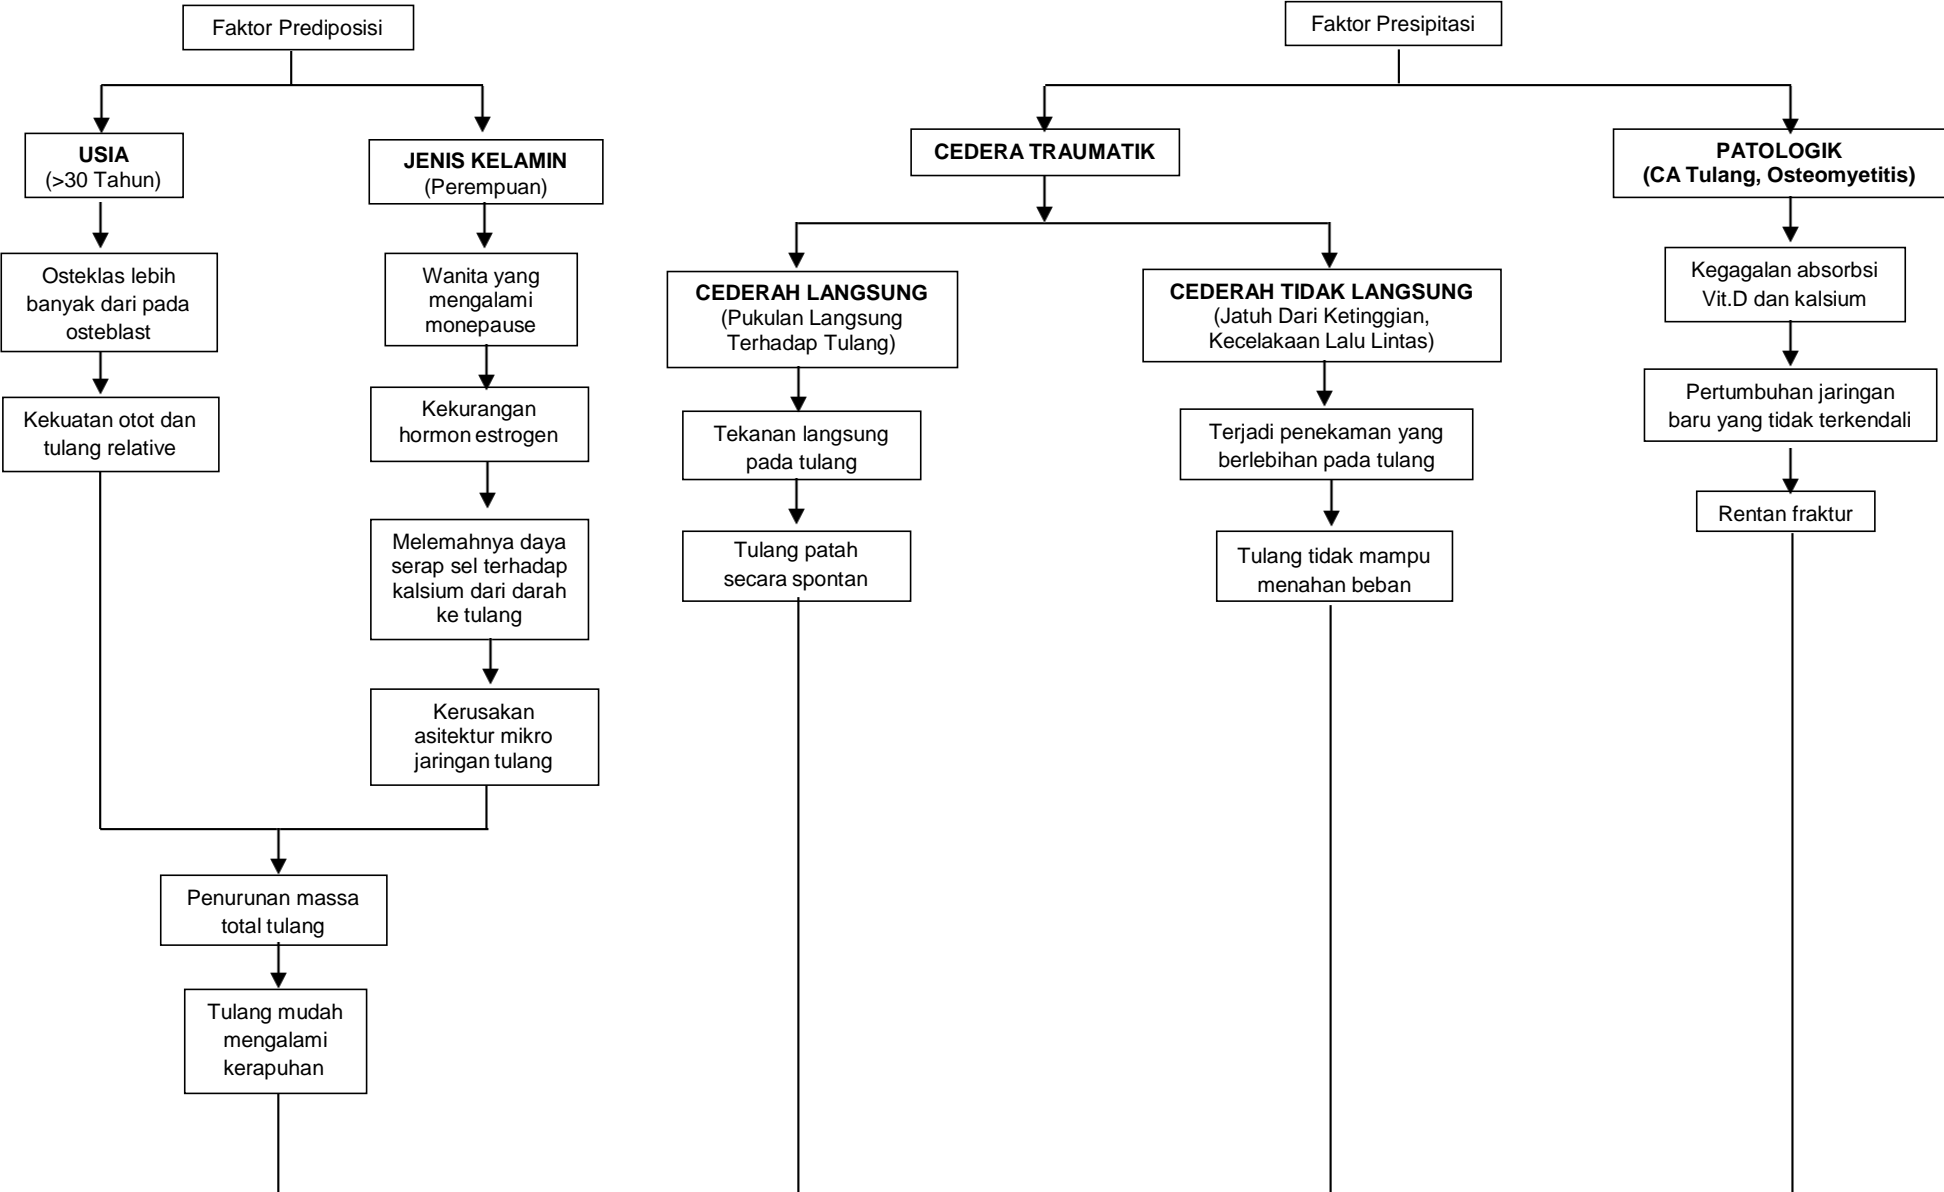 Faktor Prediposisi
USIA
(>30 Tahun)
Osteklas lebih
banyak dari pada
osteblast
Kekuatan otot dan
tulang relative
JENIS KELAMIN
(Perempuan)
Wanita yang
mengalami
monepause
Kekurangan
hormon estrogen
Melemahnya daya
serap sel terhadap
kalsium dari darah
ke tulang
Kerusakan
asitektur mikro
jaringan tulang
Penurunan massa
total tulang
Tulang mudah
mengalami
kerapuhan
Faktor Presipitasi
CEDERA TRAUMATIK
CEDERAH LANGSUNG
(Pukulan Langsung
Terhadap Tulang)
Tekanan langsung
pada tulang
Tulang patah
secara spontan
CEDERAH TIDAK LANGSUNG
(Jatuh Dari Ketinggian,
Kecelakaan Lalu Lintas)
Terjadi penekaman yang
berlebihan pada tulang
Tulang tidak mampu
menahan beban
PATOLOGIK
(CA Tulang, Osteomyetitis)
Kegagalan absorbsi
Vit.D dan kalsium
Pertumbuhan jaringan
baru yang tidak terkendali
Rentan fraktur